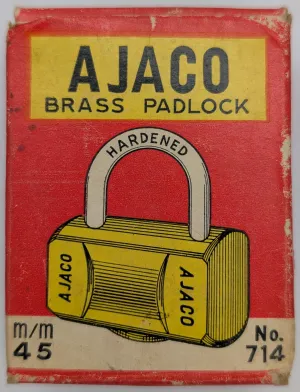 AJACO
BRASS PADLOCK
HARDENED
AJACO
AJACO
m/m
45
No.
714